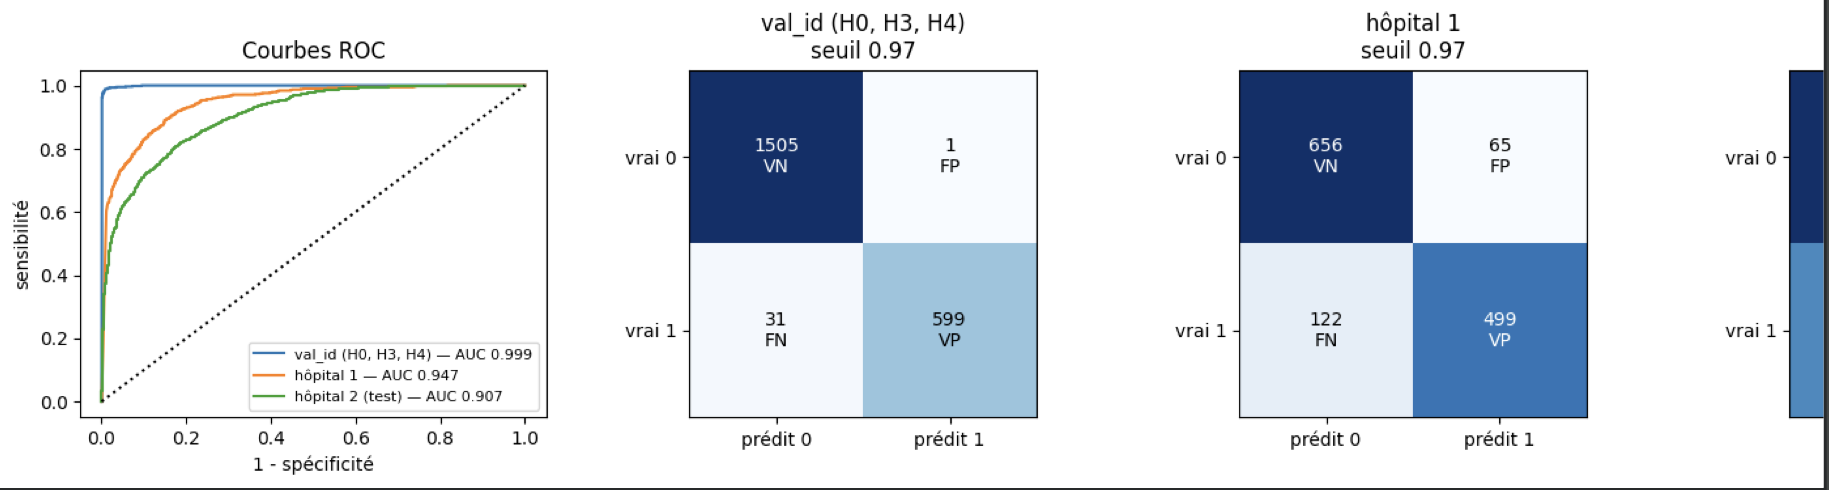 Courbes ROC
sensibilité
1.0
0.8
0.6
0.4
0.2
0.0
val_id (H0, H3, H4) — AUC 0.999
hôpital 1 — AUC 0.947
hôpital 2 (test) — AUC 0.907
0.0 0.2 0.4 0.6 0.8 1.0
1 - spécificité
val_id (H0, H3, H4)
seuil 0.97
vrai 0
1505
VN
1
FP
vrai 1
31
FN
599
VP
prédit 0 prédit 1
hôpital 1
seuil 0.97
vrai 0
656
VN
65
FP
vrai 1
122
FN
499
VP
prédit 0 prédit 1
vrai 0
vrai 1